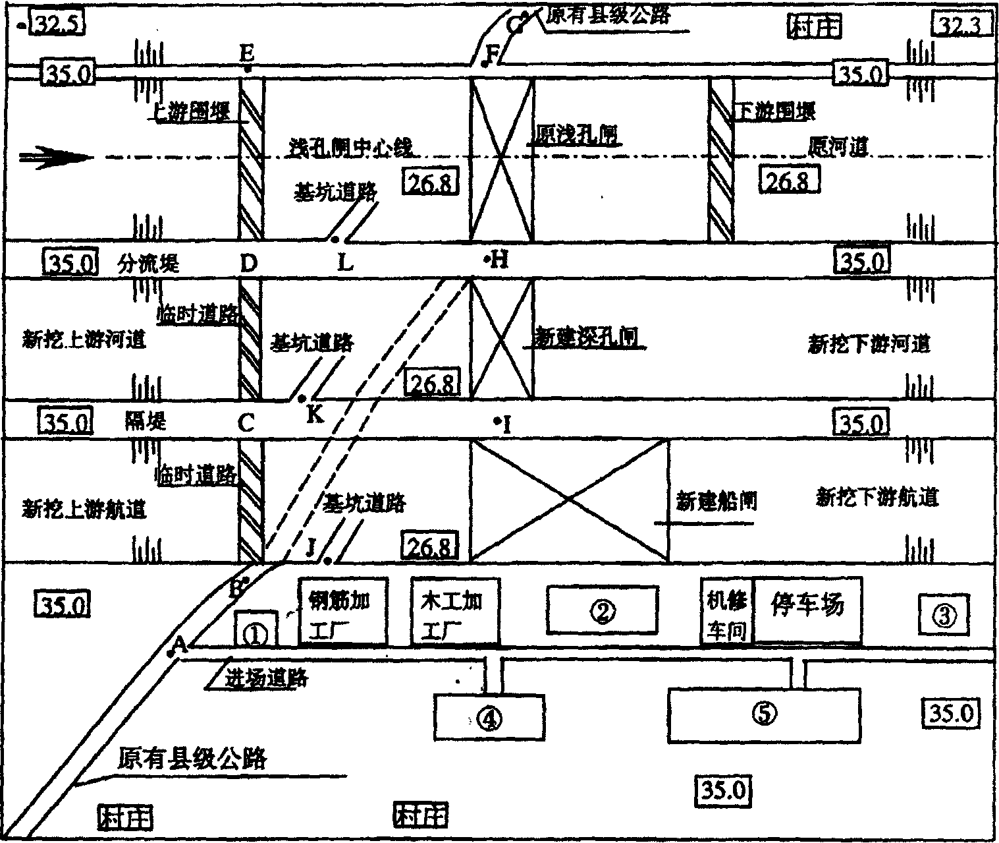 32.5
G
原有县级公路
村庄
32.3
E
F
35.0
35.0
上游围堰
下游围堰
浅孔闸中心线
原浅孔闸
原河道
26.8
26.8
基坑道路
35.0
分流堤
D
L
H
35.0
临时道路
新挖上游河道
基坑道路
新建深孔闸
新挖下游河道
26.8
35.0
隔堤
C
K
I
35.0
临时道路
新挖上游航道
基坑道路
新建船闸
新挖下游航道
J
26.8
B
35.0
钢筋加
工厂
木工加
工厂
②
机修
车间
停车场
③
①
A
进场道路
④
⑤
35.0
原有县级公路
35.0
村庄
村庄